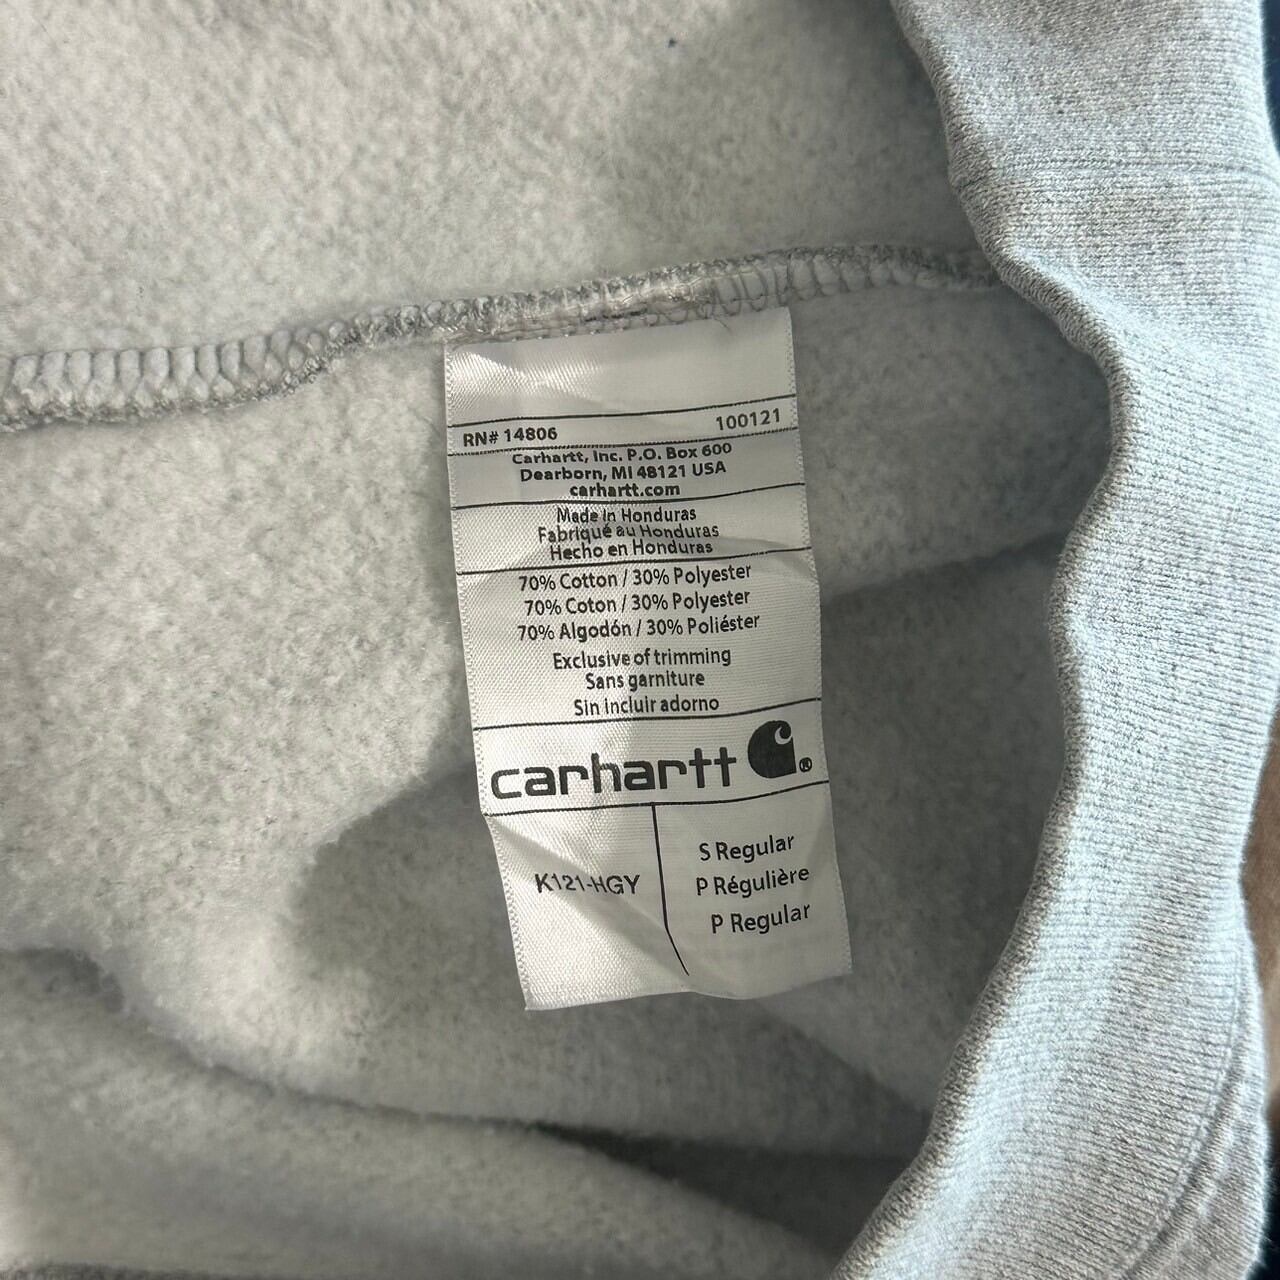 RN# 14806 100121
Carhartt, Inc. P.O. Box 600
Dearborn, MI 48121 USA
carhartt.com
Made in Honduras
Fabriqué au Honduras
Hecho en Honduras
70% Cotton / 30% Polyester
70% Coton / 30% Polyester
70% Algodón / 30% Poliéster
Exclusive of trimming
Sans garniture
Sin incluir adorno
carhartt ®
K121-HGY
S Regular
P Régulière
P Regular